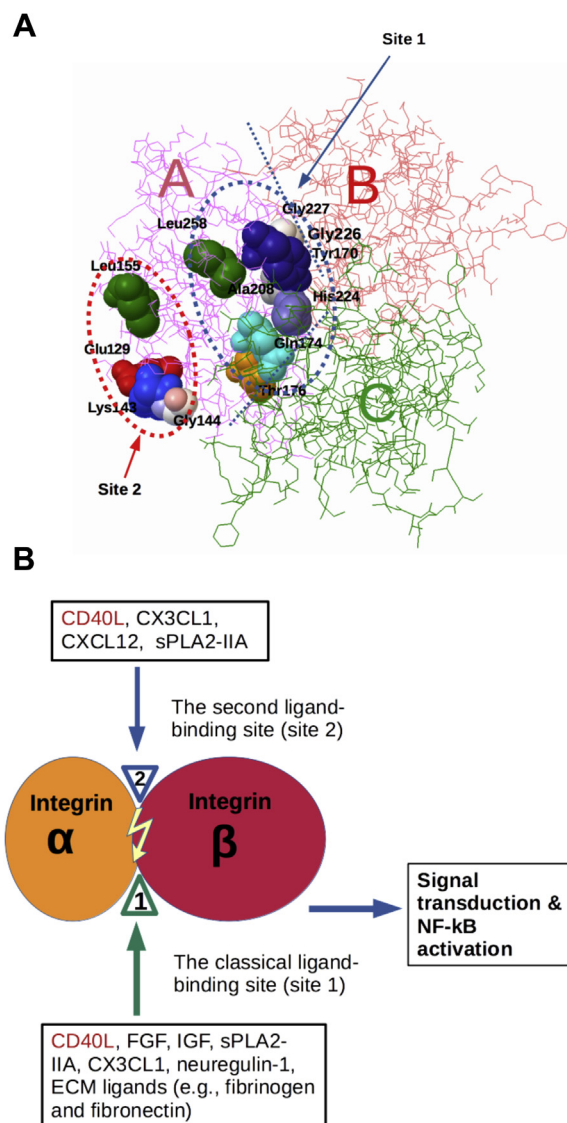 A
Site 1
A
B
Gly227
Leu258
Gly226
Tyr170
Leu155
Ala208
His224
Glu129
Gln174
Lys143
Thr176
Gly144
C
Site 2
B
CD40L, CX3CL1,
CXCL12, sPLA2-IIA
The second ligand-
binding site (site 2)
2
Integrin
α
Integrin
β
1
Signal
transduction &
NF-kB
activation
The classical ligand-
binding site (site 1)
CD40L, FGF, IGF, sPLA2-
IIA, CX3CL1, neuregulin-1,
ECM ligands (e.g., fibrinogen
and fibronectin)